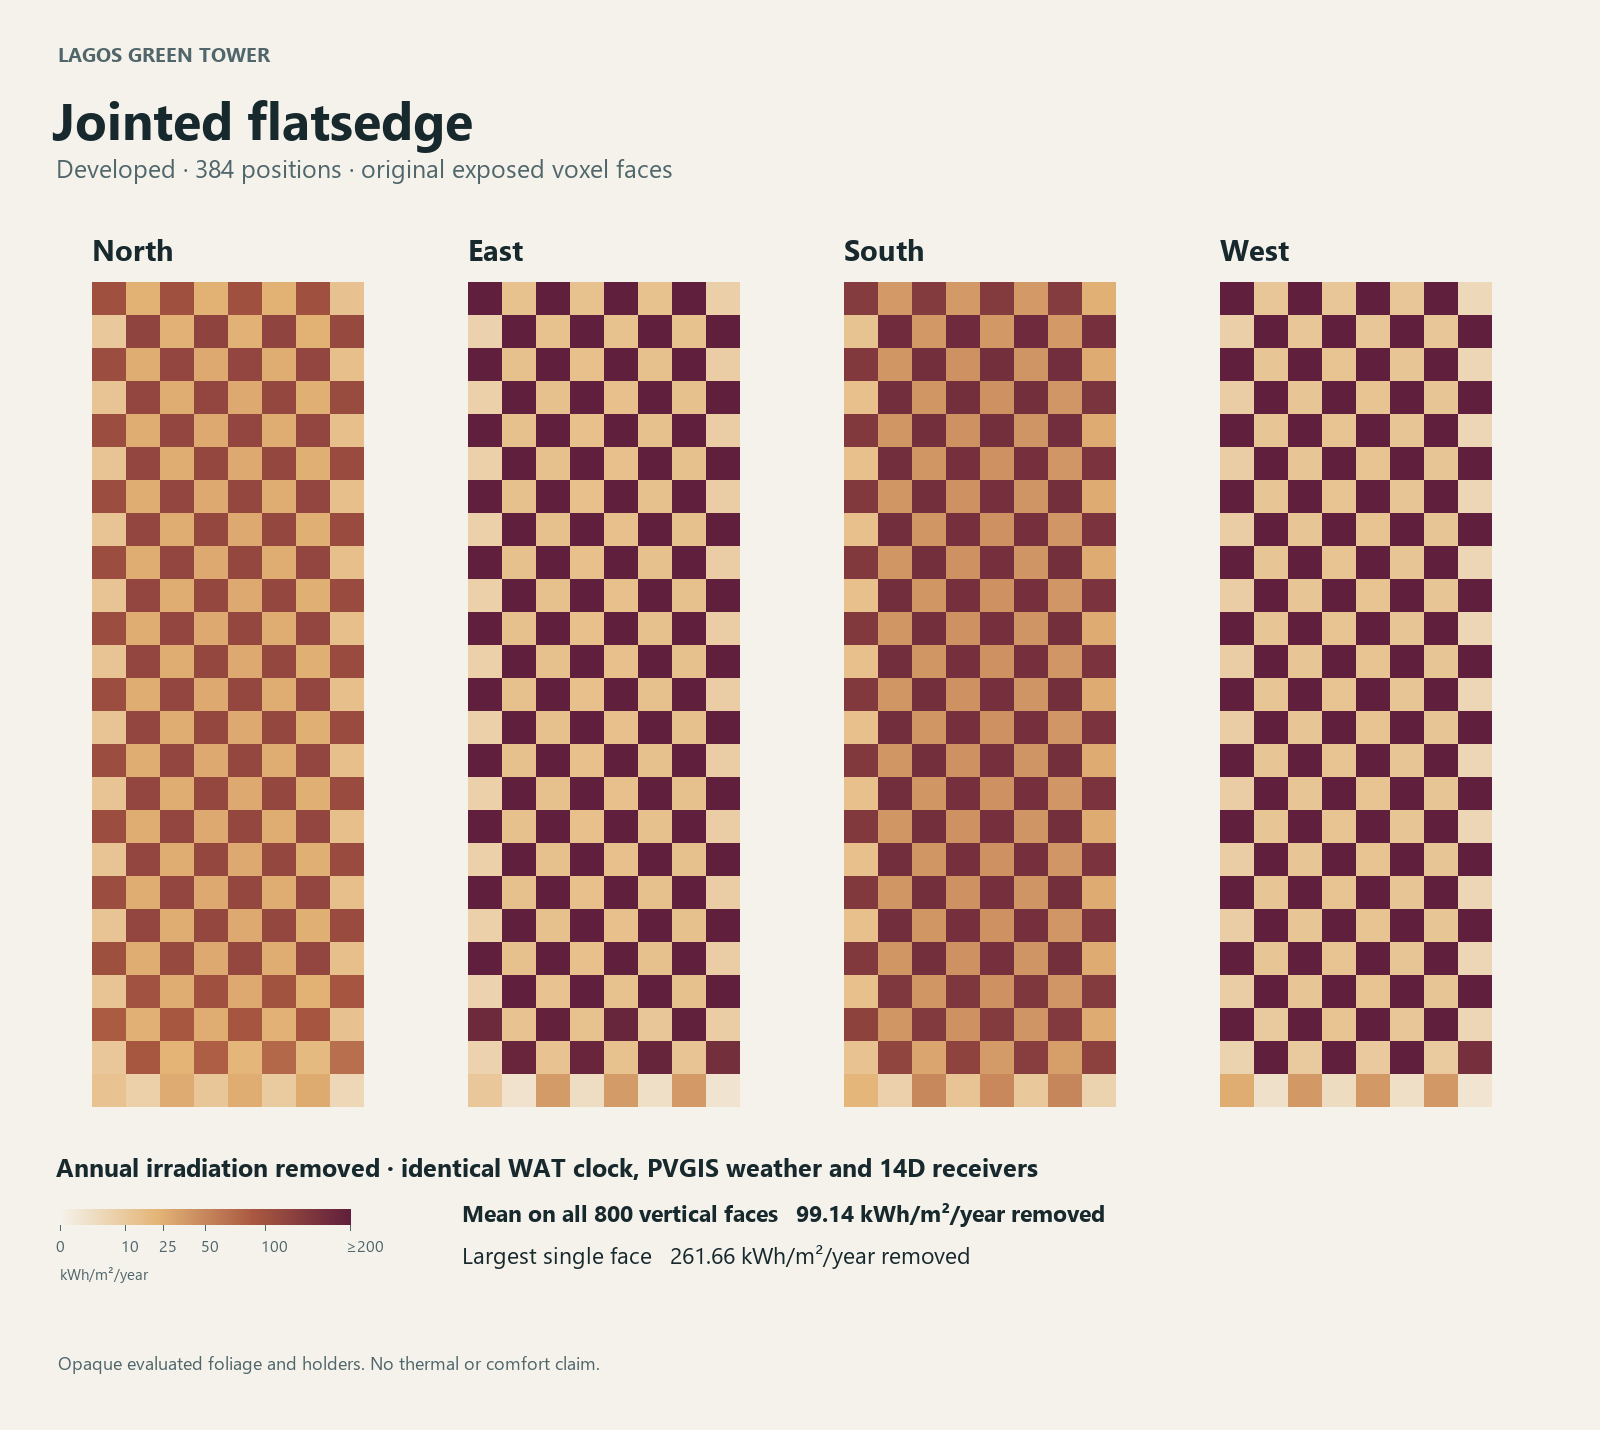 LAGOS GREEN TOWER
Jointed flatsedge
Developed · 384 positions · original exposed voxel faces
North East South West
Annual irradiation removed · identical WAT clock, PVGIS weather and 14D receivers
Mean on all 800 vertical faces 99.14 kWh/m²/year removed
0 10 25 50 100 ≥200
Largest single face 261.66 kWh/m²/year removed
kWh/m²/year
Opaque evaluated foliage and holders. No thermal or comfort claim.